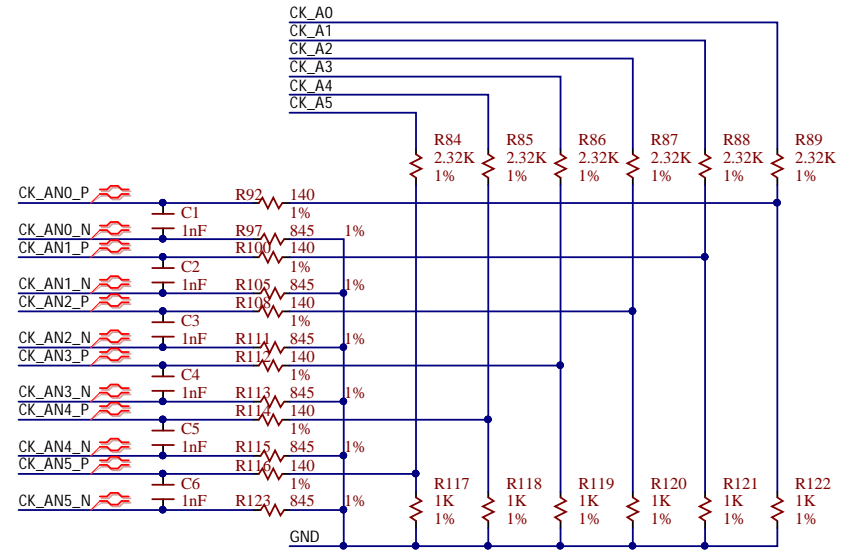 CK_A0
CK_A1
CK_A2
CK_A3
CK_A4
CK_A5
R84 R85 R86 R87 R88 R89
2.32K 2.32K 2.32K 2.32K 2.32K 2.32K
1% 1% 1% 1% 1% 1%
CK_AN0_P R92 140
C1 1%
CK_AN0_N 1nF R97 845 1%
CK_AN1_P R100 140
C2 1%
CK_AN1_N 1nF R105 845 1%
CK_AN2_P R108 140
C3 1%
CK_AN2_N 1nF R111 845 1%
CK_AN3_P R112 140
C4 1%
CK_AN3_N 1nF R113 845 1%
CK_AN4_P R114 140
C5 1%
CK_AN4_N 1nF R115 845 1%
CK_AN5_P R116 140
C6 1%
CK_AN5_N 1nF R123 845 1%
R117 R118 R119 R120 R121 R122
1K 1K 1K 1K 1K 1K
1% 1% 1% 1% 1% 1%
GND